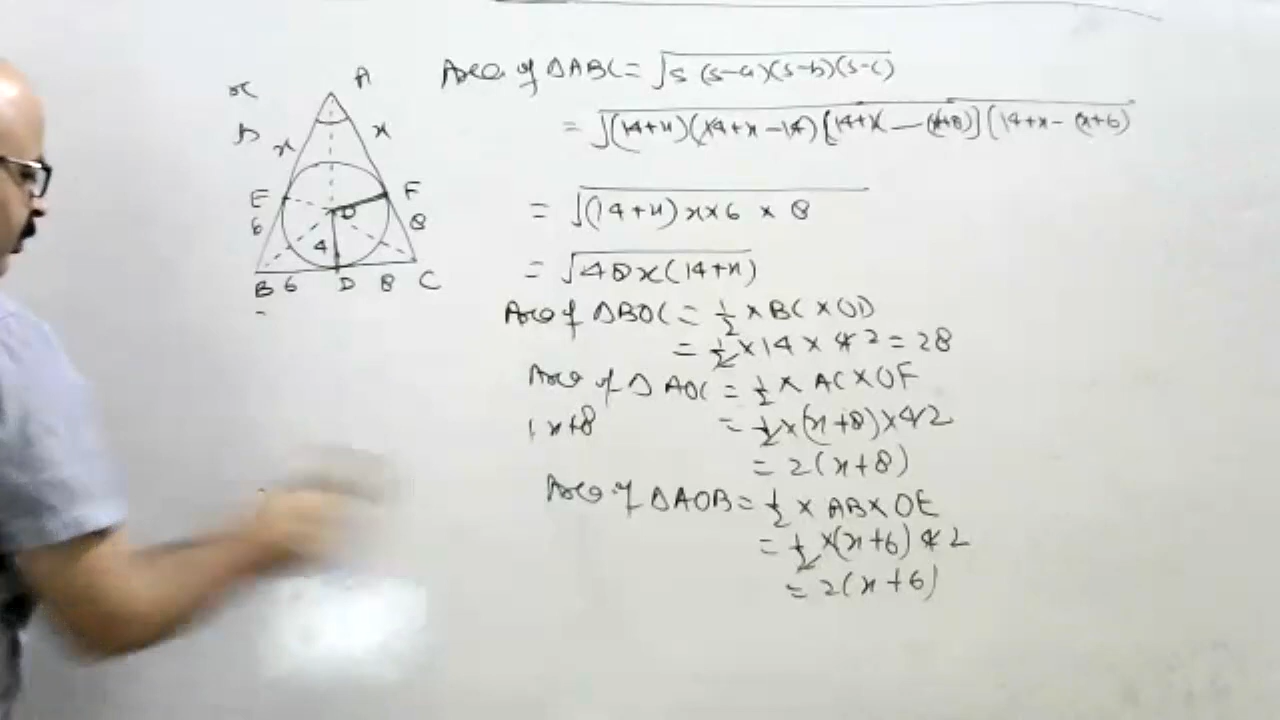 A
x
x
E
F
6
O
8
4
B 6 D 8 C
Area of ΔABC = √s (s-a)(s-b)(s-c)
= √(14+x)(14+x-14)[14+x-(x+8)](14+x-(x+6)
= √(14+x) x×6 × 8
= √48x(14+x)
Area of ΔBOC = 1/2 × BC × OD
= 1/2 × 14 × 4 2 = 28
Area of Δ AOC = 1/2 × AC × OF
x+8
= 1/2 × (x+8) × 4 2
= 2(x+8)
Area of ΔAOB = 1/2 × AB × OE
= 1/2 × (x+6) 4 2
= 2(x+6)